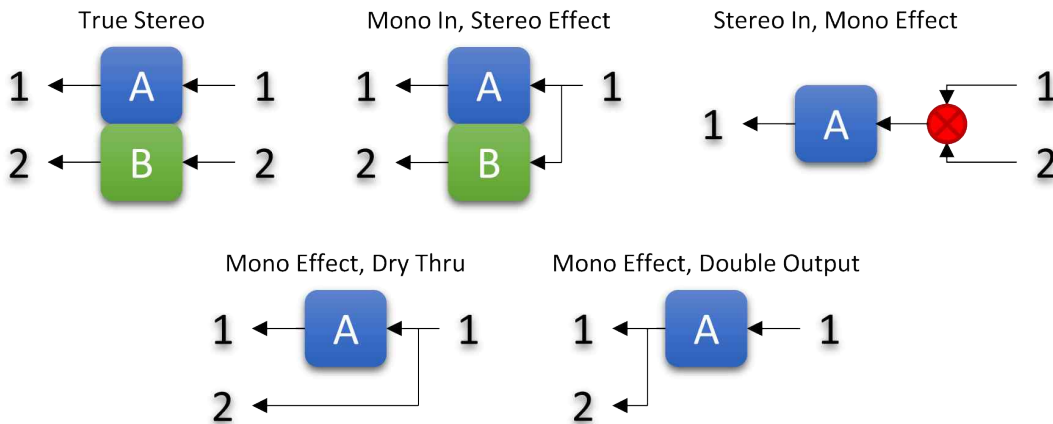 True Stereo
1 A 1
2 B 2
Mono In, Stereo Effect
1 A 1
2 B
Stereo In, Mono Effect
1
1 A
2
Mono Effect, Dry Thru
1 A 1
2
Mono Effect, Double Output
1 A 1
2